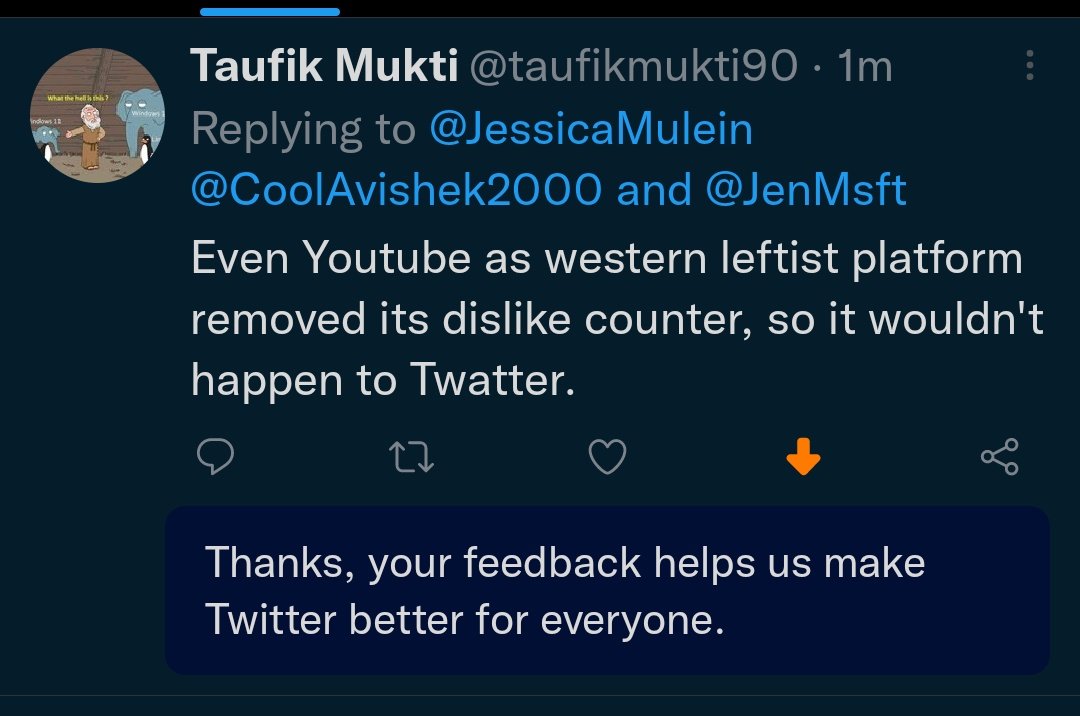 Taufik Mukti @taufikmukti90 · 1m
Replying to @JessicaMulein
@CoolAvishek2000 and @JenMsft
Even Youtube as western leftist platform
removed its dislike counter, so it wouldn't
happen to Twatter.
Thanks, your feedback helps us make
Twitter better for everyone.
What the hell is this ?
indows 11
Windows 1